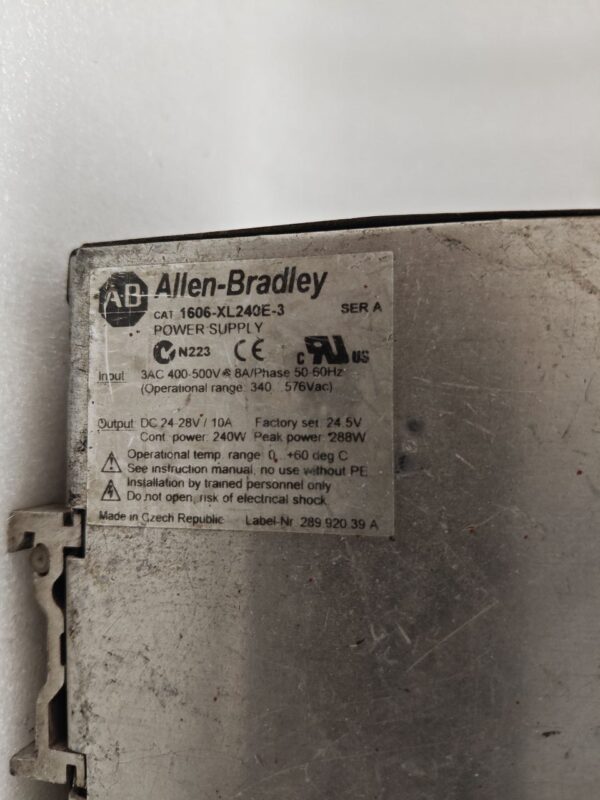 AB Allen-Bradley
CAT 1606-XL240E-3 SER A
POWER SUPPLY
N223 CE c RU US
Input 3AC 400-500V 8A/Phase 50-60Hz
(Operational range: 340...576Vac)
Output: DC 24-28V / 10A Factory set: 24.5V
Cont. power: 240W Peak power: 288W
Operational temp. range: 0...+60 deg C
See instruction manual, no use without PE
Installation by trained personnel only
Do not open, risk of electrical shock
Made in Czech Republic Label-Nr. 289 920 39 A